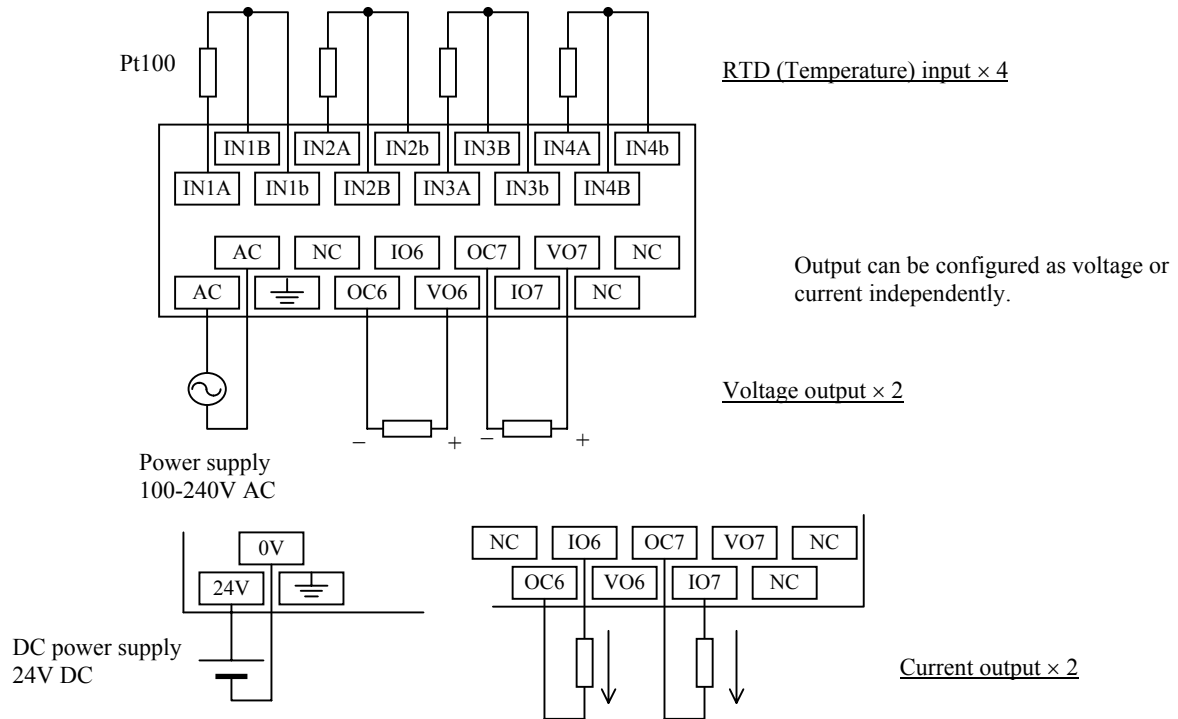 Pt100
RTD (Temperature) input × 4
IN1B IN2A IN2b IN3B IN4A IN4b
IN1A IN1b IN2B IN3A IN3b IN4B
AC NC IO6 OC7 VO7 NC
AC OC6 VO6 IO7 NC
Output can be configured as voltage or
current independently.
Voltage output × 2
− + − +
Power supply
100-240V AC
0V
24V
DC power supply
24V DC
NC IO6 OC7 VO7 NC
OC6 VO6 IO7 NC
Current output × 2